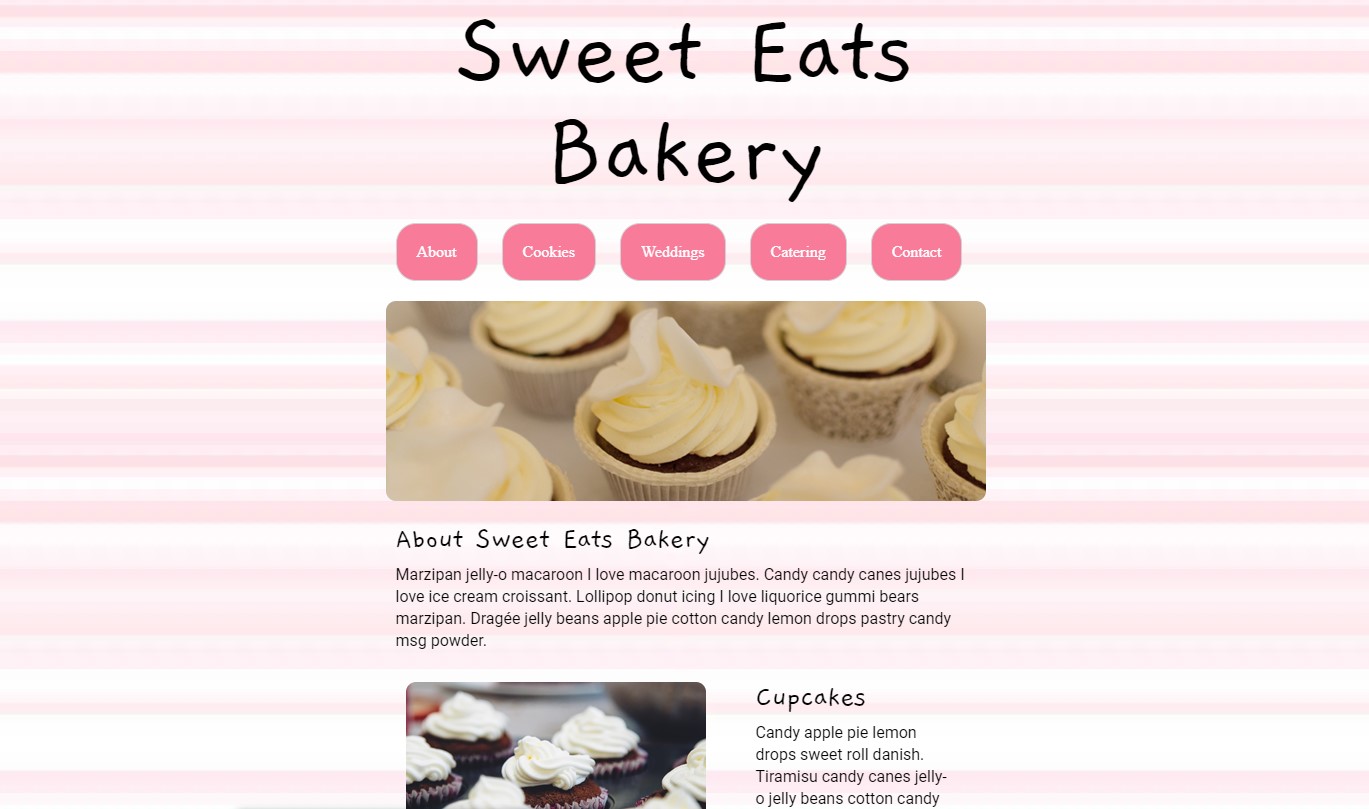 Sweet Eats
Bakery
About Cookies Weddings Catering Contact
About Sweet Eats Bakery
Marzipan jelly-o macaroon I love macaroon jujubes. Candy candy canes jujubes I
love ice cream croissant. Lollipop donut icing I love liquorice gummi bears
marzipan. Dragée jelly beans apple pie cotton candy lemon drops pastry candy
msg powder.
Cupcakes
Candy apple pie lemon
drops sweet roll danish.
Tiramisu candy canes jelly-
o jelly beans cotton candy